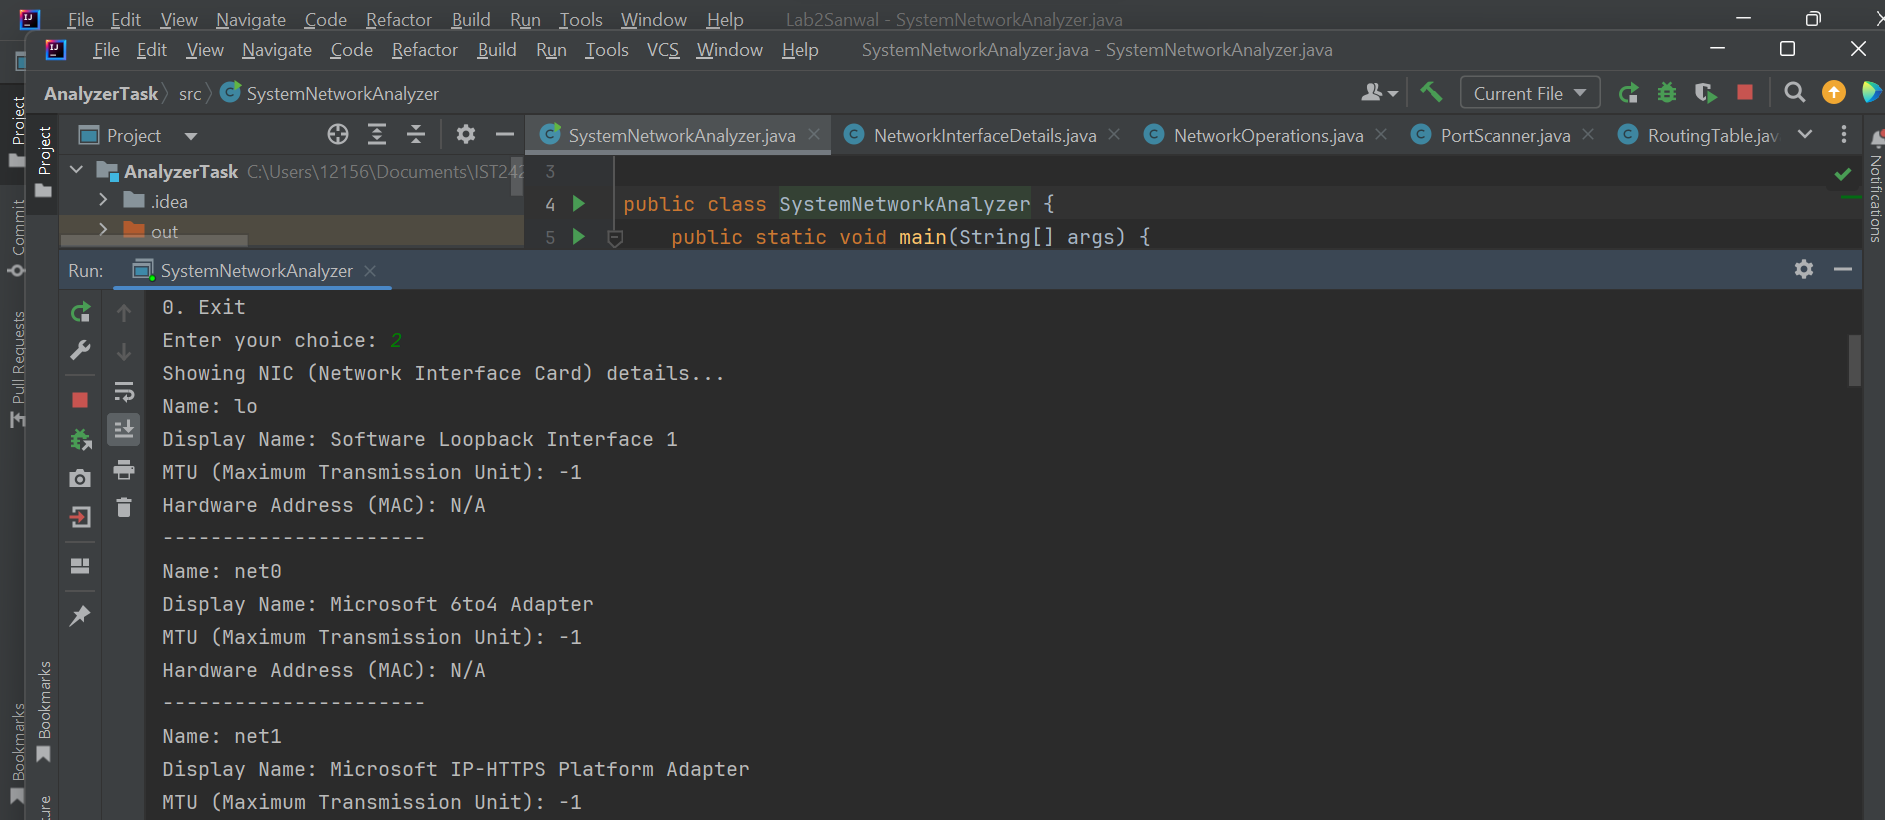 File Edit View Navigate Code Refactor Build Run Tools Window Help Lab2Sanwal - SystemNetworkAnalyzer.java
File Edit View Navigate Code Refactor Build Run Tools VCS Window Help SystemNetworkAnalyzer.java - SystemNetworkAnalyzer.java
AnalyzerTask src SystemNetworkAnalyzer Current File
Project SystemNetworkAnalyzer.java NetworkInterfaceDetails.java NetworkOperations.java PortScanner.java RoutingTable.jav
AnalyzerTask C:\Users\12156\Documents\IST242
.idea
out
3
4 public class SystemNetworkAnalyzer {
5 public static void main(String[] args) {
Run: SystemNetworkAnalyzer
0. Exit
Enter your choice: 2
Showing NIC (Network Interface Card) details...
Name: lo
Display Name: Software Loopback Interface 1
MTU (Maximum Transmission Unit): -1
Hardware Address (MAC): N/A
----------------------
Name: net0
Display Name: Microsoft 6to4 Adapter
MTU (Maximum Transmission Unit): -1
Hardware Address (MAC): N/A
----------------------
Name: net1
Display Name: Microsoft IP-HTTPS Platform Adapter
MTU (Maximum Transmission Unit): -1
Project
Commit
Pull Requests
Bookmarks
Project
Bookmarks
Notifications